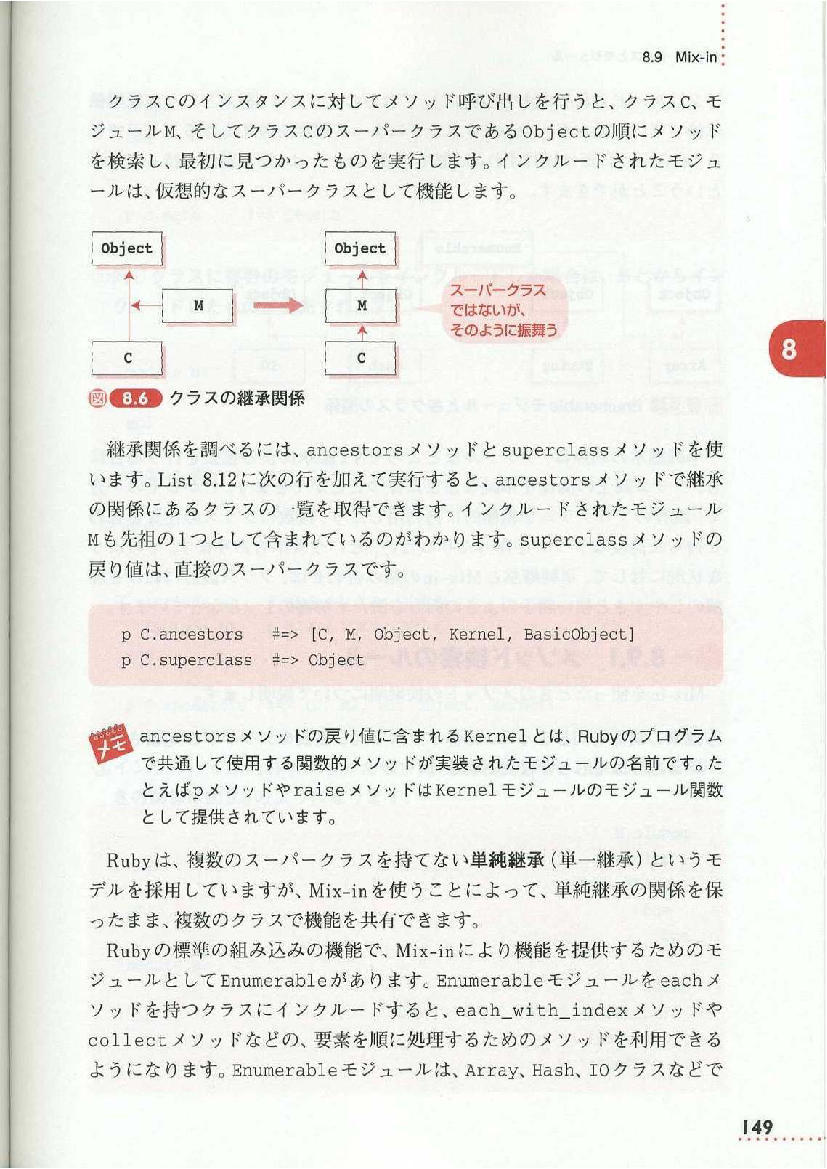 8.9 Mix-in
クラスCのインスタンスに対してメソッド呼び出しを行うと、クラスC、モ
ジュールM、そしてクラスCのスーパークラスであるObjectの順にメソッド
を検索し、最初に見つかったものを実行します。インクルードされたモジュ
ールは、仮想的なスーパークラスとして機能します。
Object
M
C
Object
M
C
スーパークラス
ではないが、
そのように振舞う
8
図 8.6 クラスの継承関係
継承関係を調べるには、ancestorsメソッドとsuperclassメソッドを使
います。List 8.12に次の行を加えて実行すると、ancestorsメソッドで継承
の関係にあるクラスの一覧を取得できます。インクルードされたモジュール
Mも先祖の1つとして含まれているのがわかります。superclassメソッドの
戻り値は、直接のスーパークラスです。
p C.ancestors #=> [C, M, Object, Kernel, BasicObject]
p C.superclass #=> Object
メモ
ancestorsメソッドの戻り値に含まれるKernelとは、Rubyのプログラム
で共通して使用する関数的メソッドが実装されたモジュールの名前です。た
とえばpメソッドやraiseメソッドはKernelモジュールのモジュール関数
として提供されています。
Rubyは、複数のスーパークラスを持てない単純継承（単一継承）というモ
デルを採用していますが、Mix-inを使うことによって、単純継承の関係を保
ったまま、複数のクラスで機能を共有できます。
Rubyの標準の組み込みの機能で、Mix-inにより機能を提供するためのモ
ジュールとしてEnumerableがあります。Enumerableモジュールをeachメ
ソッドを持つクラスにインクルードすると、each_with_indexメソッドや
collectメソッドなどの、要素を順に処理するためのメソッドを利用できる
ようになります。Enumerableモジュールは、Array、Hash、IOクラスなどで
149